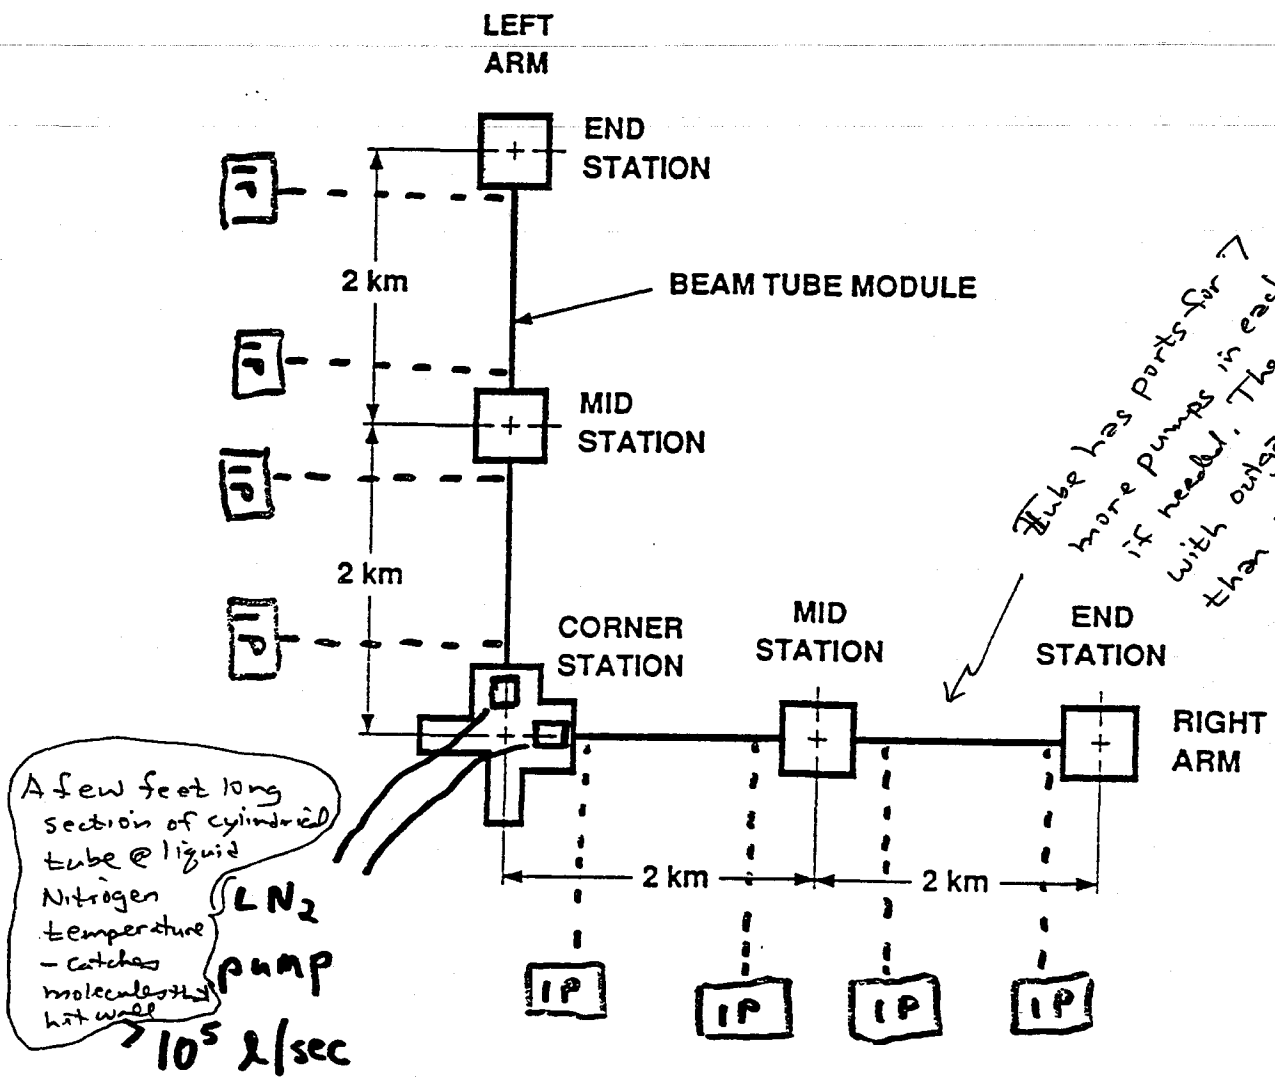 LEFT
ARM
END
STATION
IP
2 km
BEAM TUBE MODULE
IP
MID
STATION
IP
2 km
IP
CORNER
STATION
MID
STATION
END
STATION
RIGHT
ARM
Tube has ports for 7
more pumps in each
if needed. The
with
than
A few feet long
section of cylindrical
tube @ liquid
Nitrogen
temperature
- catches
molecules that
hit wall
LN2
pump
> 10⁵ l/sec
2 km
2 km
IP
IP
IP
IP